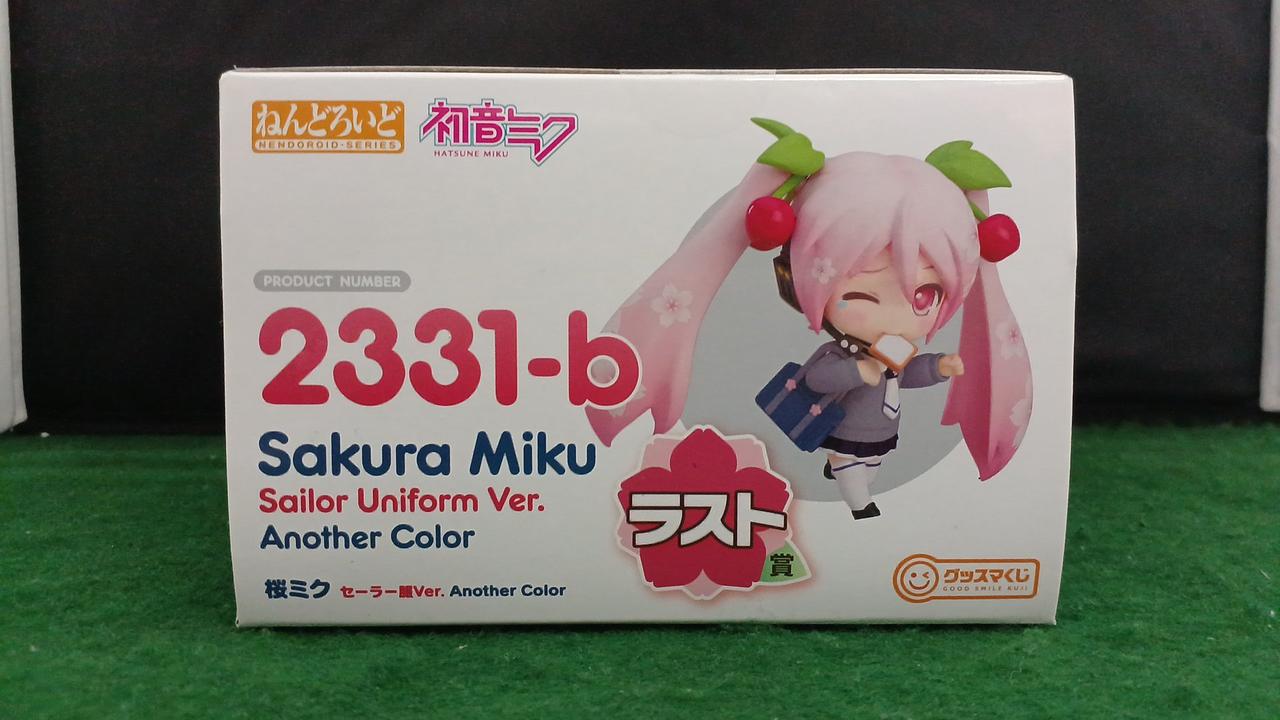 ねんどろいど
NENDOROID-SERIES
初音ミク
HATSUNE MIKU
PRODUCT NUMBER
2331-b
Sakura Miku
Sailor Uniform Ver.
Another Color
桜ミク セーラー服Ver. Another Color
ラスト
賞
グッスマくじ
GOOD SMILE KUJI